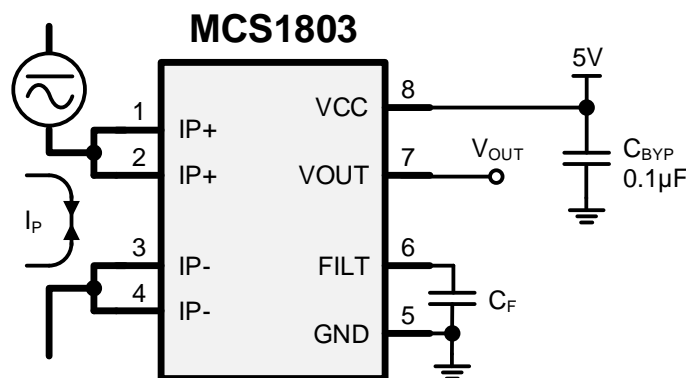 MCS1803
5V
1
IP+
VCC
8
2
IP+
VOUT
7
VOUT
CBYP
0.1µF
IP
3
IP-
FILT
6
4
IP-
CF
GND
5